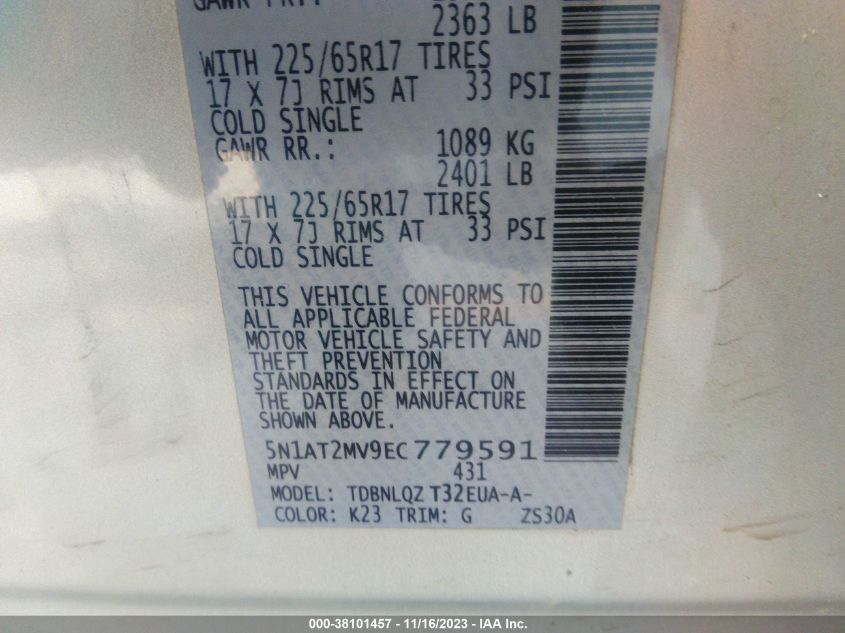 GAWR FRT.:
2363 LB
WITH 225/65R17 TIRES
17 X 7J RIMS AT 33 PSI
COLD SINGLE
GAWR RR.: 1089 KG
2401 LB
WITH 225/65R17 TIRES
17 X 7J RIMS AT 33 PSI
COLD SINGLE
THIS VEHICLE CONFORMS TO
ALL APPLICABLE FEDERAL
MOTOR VEHICLE SAFETY AND
THEFT PREVENTION
STANDARDS IN EFFECT ON
THE DATE OF MANUFACTURE
SHOWN ABOVE.
5N1AT2MV9EC779591
MPV 431
MODEL: TDBNLQZ T32EUA-A-
COLOR: K23 TRIM: G ZS30A
000-38101457 - 11/16/2023 - IAA Inc.